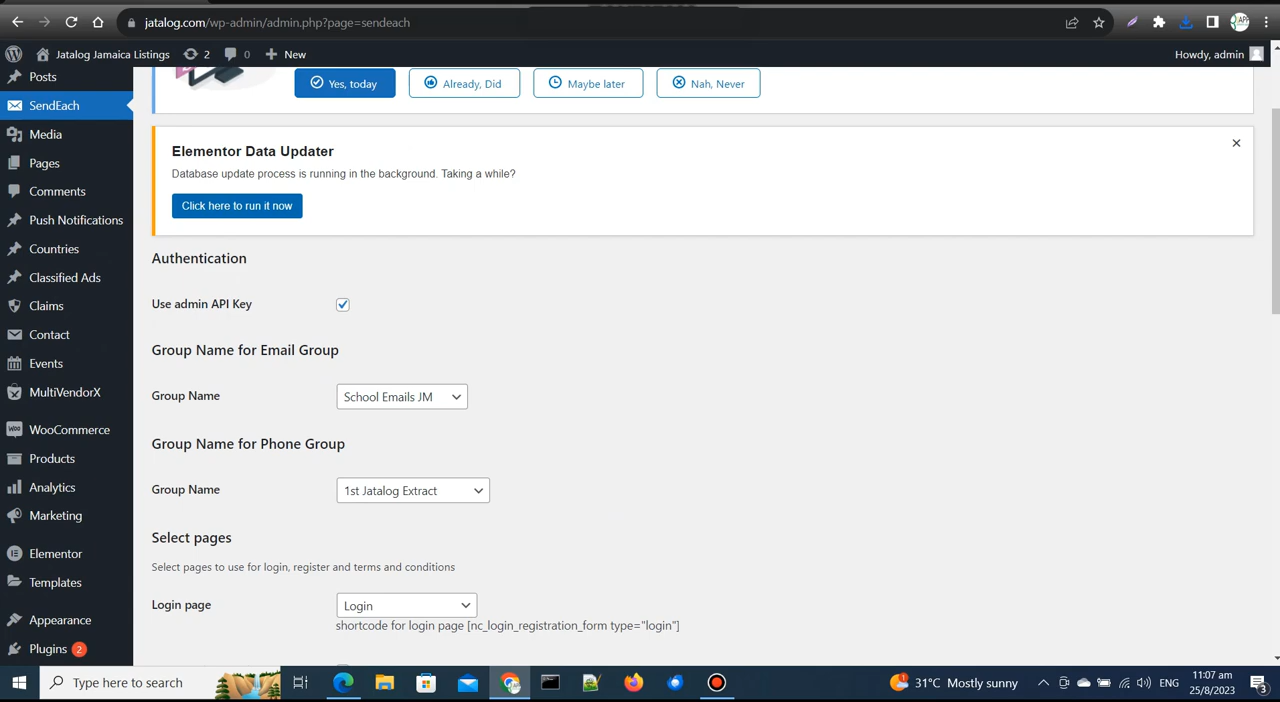 jatalog.com/wp-admin/admin.php?page=sendeach
Jatalog Jamaica Listings 2 0 New Howdy, admin
Posts
SendEach
Media
Pages
Comments
Push Notifications
Countries
Classified Ads
Claims
Contact
Events
MultiVendorX
WooCommerce
Products
Analytics
Marketing
Elementor
Templates
Appearance
Plugins 2
Yes, today Already, Did Maybe later Nah, Never
Elementor Data Updater
Database update process is running in the background. Taking a while?
Click here to run it now
Authentication
Use admin API Key
Group Name for Email Group
Group Name School Emails JM
Group Name for Phone Group
Group Name 1st Jatalog Extract
Select pages
Select pages to use for login, register and terms and conditions
Login page Login
shortcode for login page [nc_login_registration_form type="login"]
Type here to search
31°C Mostly sunny
ENG
11:07 am
25/8/2023
3